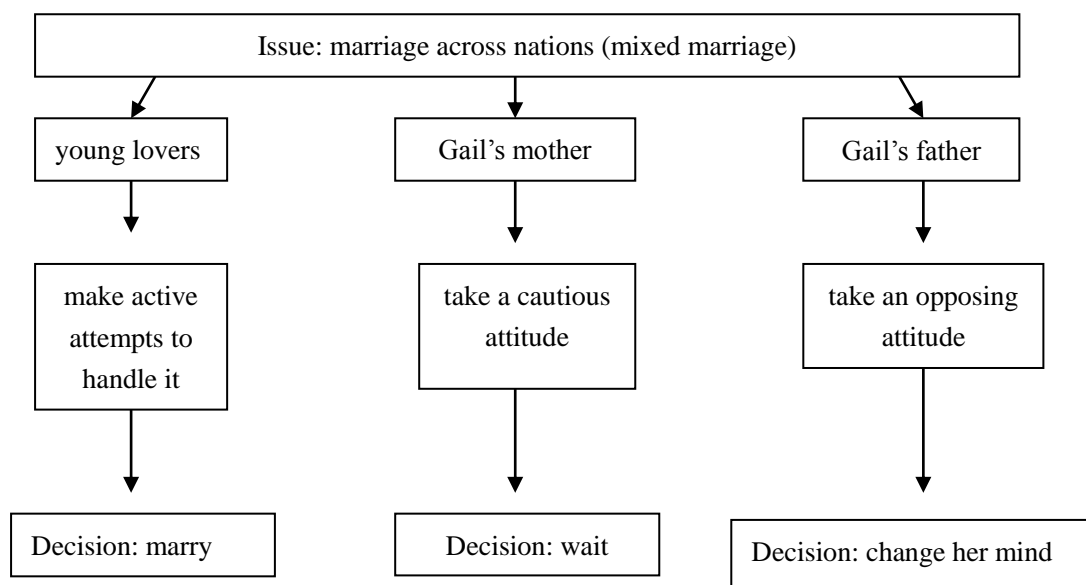 Issue: marriage across nations (mixed marriage)
young lovers
Gail’s mother
Gail’s father
make active
attempts to
handle it
take a cautious
attitude
take an opposing
attitude
Decision: marry
Decision: wait
Decision: change her mind